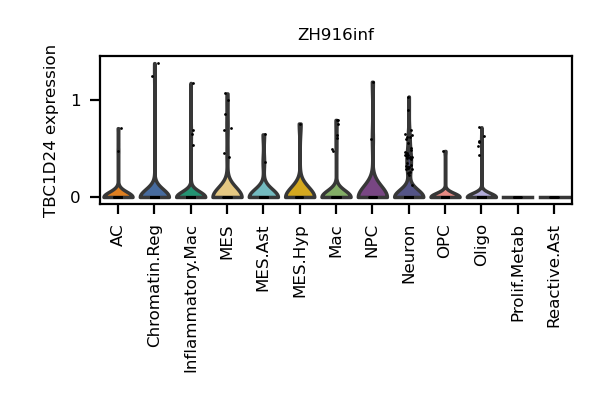 ZH916inf
TBC1D24 expression
1
0
AC
Chromatin.Reg
Inflammatory.Mac
MES
MES.Ast
MES.Hyp
Mac
NPC
Neuron
OPC
Oligo
Prolif.Metab
Reactive.Ast